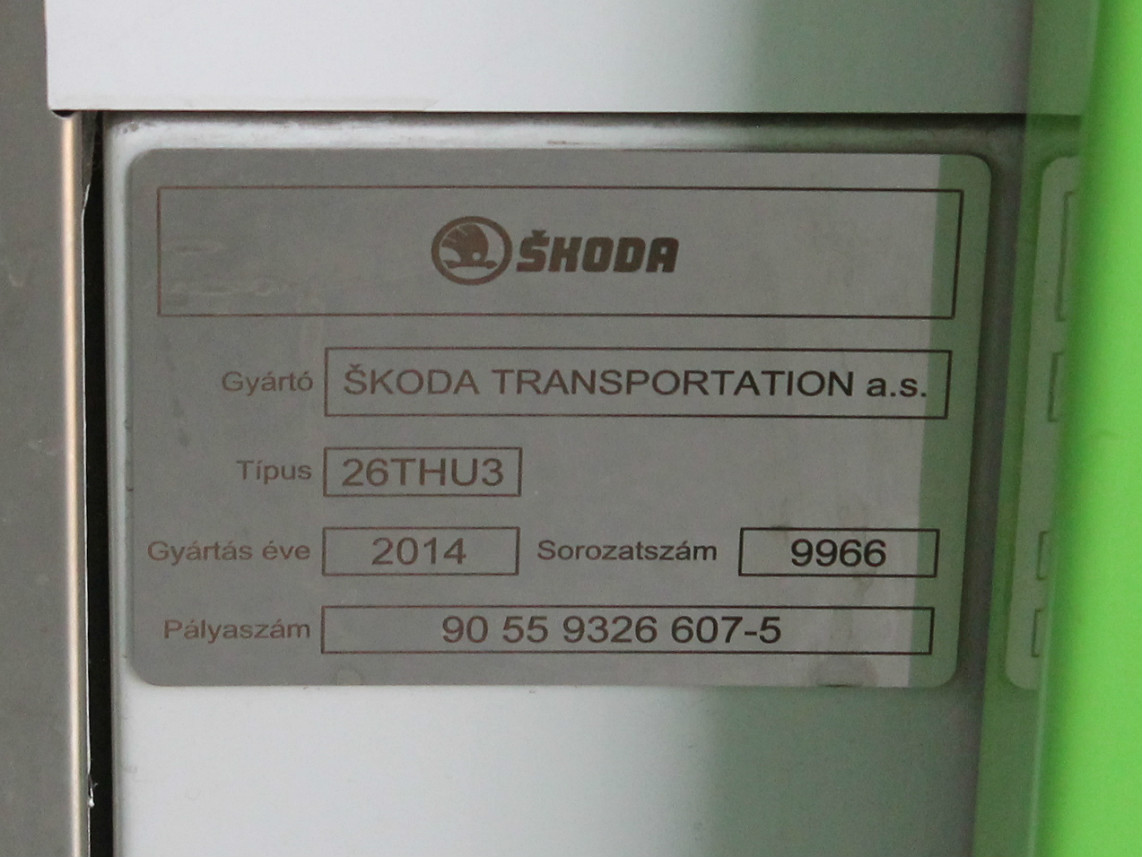 ŠKODA
Gyártó ŠKODA TRANSPORTATION a.s.
Típus 26THU3
Gyártás éve 2014 Sorozatszám 9966
Pályaszám 90 55 9326 607-5